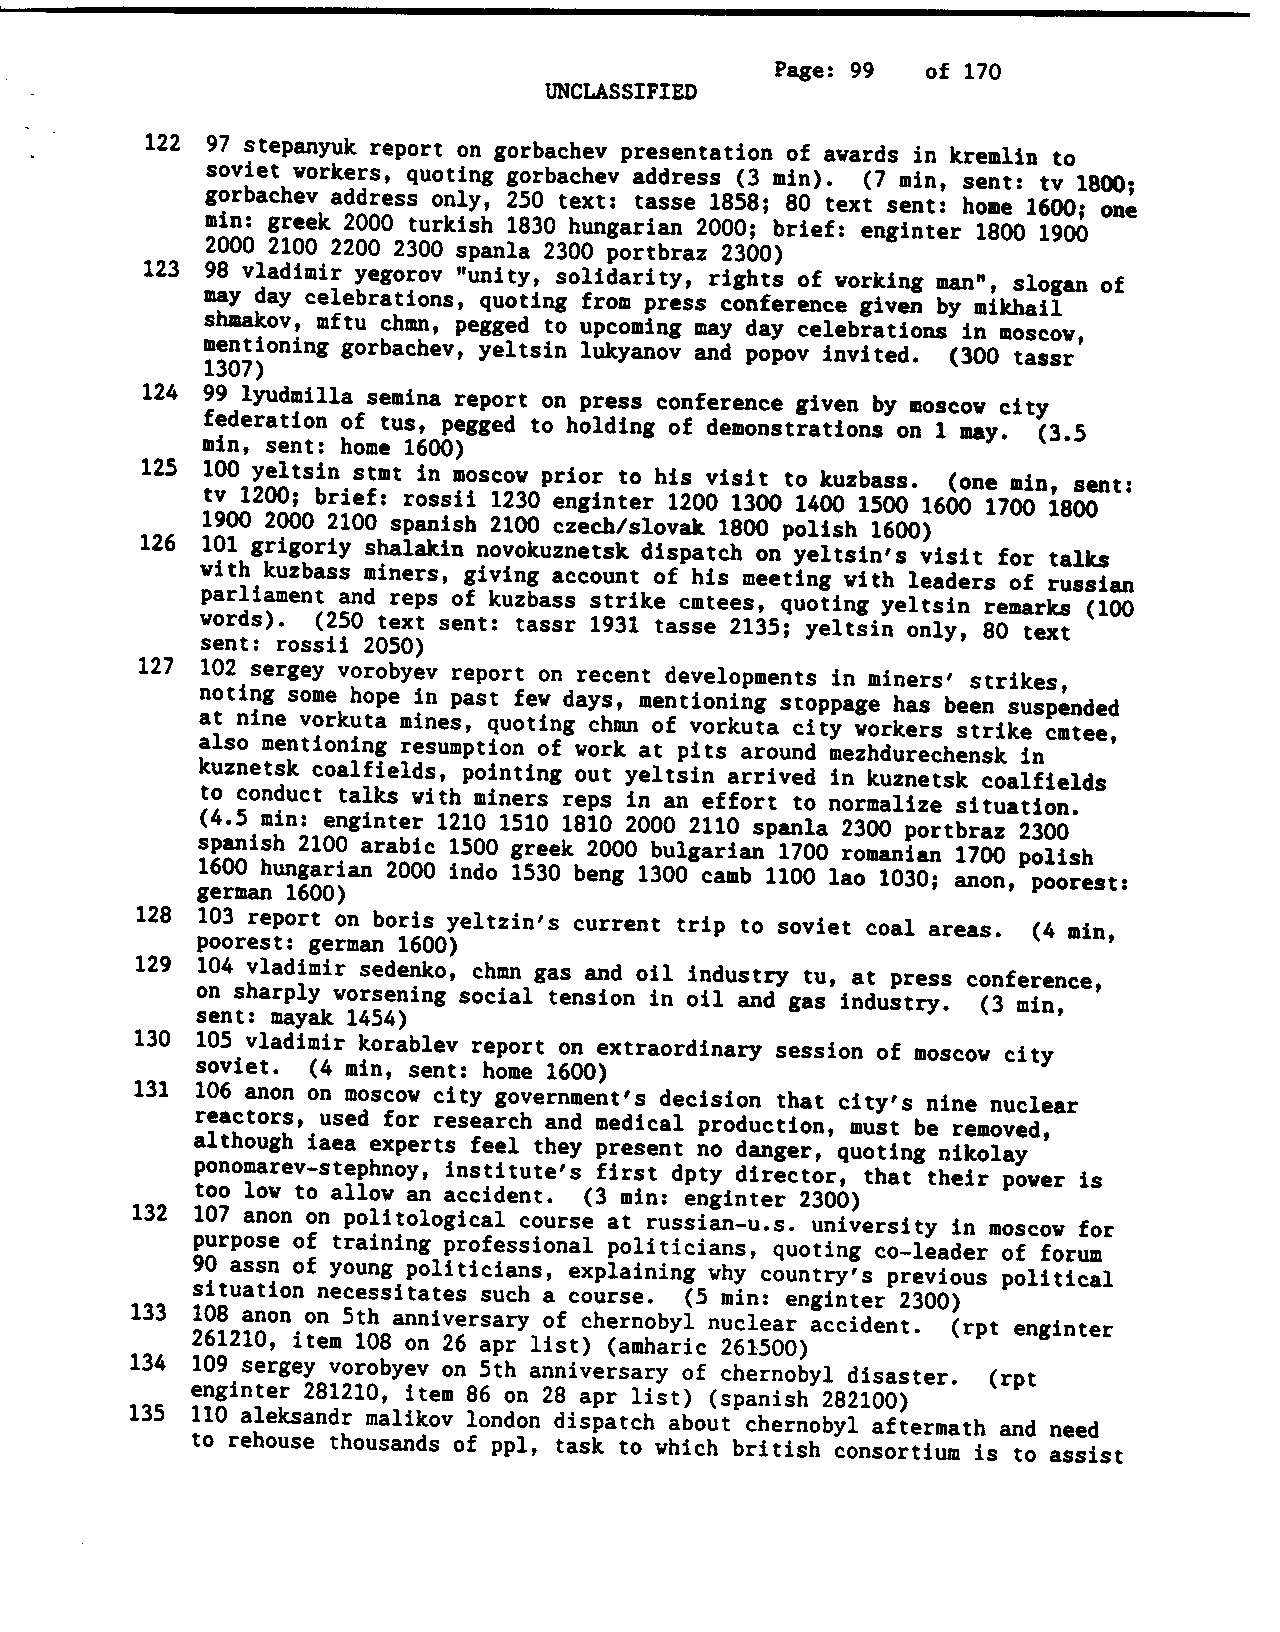 Page: 99 of 170
UNCLASSIFIED
122 97 stepanyuk report on gorbachev presentation of awards in kremlin to
soviet workers, quoting gorbachev address (3 min). (7 min, sent: tv 1800;
gorbachev address only, 250 text: tasse 1858; 80 text sent: home 1600; one
min: greek 2000 turkish 1830 hungarian 2000; brief: enginter 1800 1900
2000 2100 2200 2300 spanla 2300 portbraz 2300)
123 98 vladimir yegorov "unity, solidarity, rights of working man", slogan of
may day celebrations, quoting from press conference given by mikhail
shmakov, mftu chmn, pegged to upcoming may day celebrations in moscow,
mentioning gorbachev, yeltsin lukyanov and popov invited. (300 tassr
1307)
124 99 lyudmilla semina report on press conference given by moscow city
federation of tus, pegged to holding of demonstrations on 1 may. (3.5
min, sent: home 1600)
125 100 yeltsin stmt in moscow prior to his visit to kuzbass. (one min, sent:
tv 1200; brief: rossii 1230 enginter 1200 1300 1400 1500 1600 1700 1800
1900 2000 2100 spanish 2100 czech/slovak 1800 polish 1600)
126 101 grigoriy shalakin novokuznetsk dispatch on yeltsin's visit for talks
with kuzbass miners, giving account of his meeting with leaders of russian
parliament and reps of kuzbass strike cmtees, quoting yeltsin remarks (100
words). (250 text sent: tassr 1931 tasse 2135; yeltsin only, 80 text
sent: rossii 2050)
127 102 sergey vorobyev report on recent developments in miners' strikes,
noting some hope in past few days, mentioning stoppage has been suspended
at nine vorkuta mines, quoting chmn of vorkuta city workers strike cmtee,
also mentioning resumption of work at pits around mezhdurechensk in
kuznetsk coalfields, pointing out yeltsin arrived in kuznetsk coalfields
to conduct talks with miners reps in an effort to normalize situation.
(4.5 min: enginter 1210 1510 1810 2000 2110 spanla 2300 portbraz 2300
spanish 2100 arabic 1500 greek 2000 bulgarian 1700 romanian 1700 polish
1600 hungarian 2000 indo 1530 beng 1300 camb 1100 lao 1030; anon, poorest:
german 1600)
128 103 report on boris yeltzin's current trip to soviet coal areas. (4 min,
poorest: german 1600)
129 104 vladimir sedenko, chmn gas and oil industry tu, at press conference,
on sharply worsening social tension in oil and gas industry. (3 min,
sent: mayak 1454)
130 105 vladimir korablev report on extraordinary session of moscow city
soviet. (4 min, sent: home 1600)
131 106 anon on moscow city government's decision that city's nine nuclear
reactors, used for research and medical production, must be removed,
although iaea experts feel they present no danger, quoting nikolay
ponomarev-stephnoy, institute's first dpty director, that their power is
too low to allow an accident. (3 min: enginter 2300)
132 107 anon on politological course at russian-u.s. university in moscow for
purpose of training professional politicians, quoting co-leader of forum
90 assn of young politicians, explaining why country's previous political
situation necessitates such a course. (5 min: enginter 2300)
133 108 anon on 5th anniversary of chernobyl nuclear accident. (rpt enginter
261210, item 108 on 26 apr list) (amharic 261500)
134 109 sergey vorobyev on 5th anniversary of chernobyl disaster. (rpt
enginter 281210, item 86 on 28 apr list) (spanish 282100)
135 110 aleksandr malikov london dispatch about chernobyl aftermath and need
to rehouse thousands of ppl, task to which british consortium is to assist